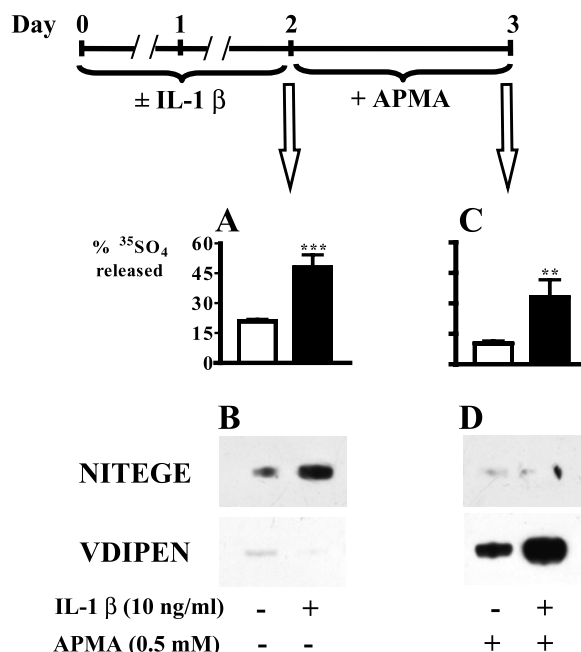 Day 0 1 2 3
± IL-1 β + APMA
A C
% ³⁵SO₄
released
60
45
30
15
0
*** **
B D
NITEGE
VDIPEN
IL-1 β (10 ng/ml) - + - +
APMA (0.5 mM) - - + +